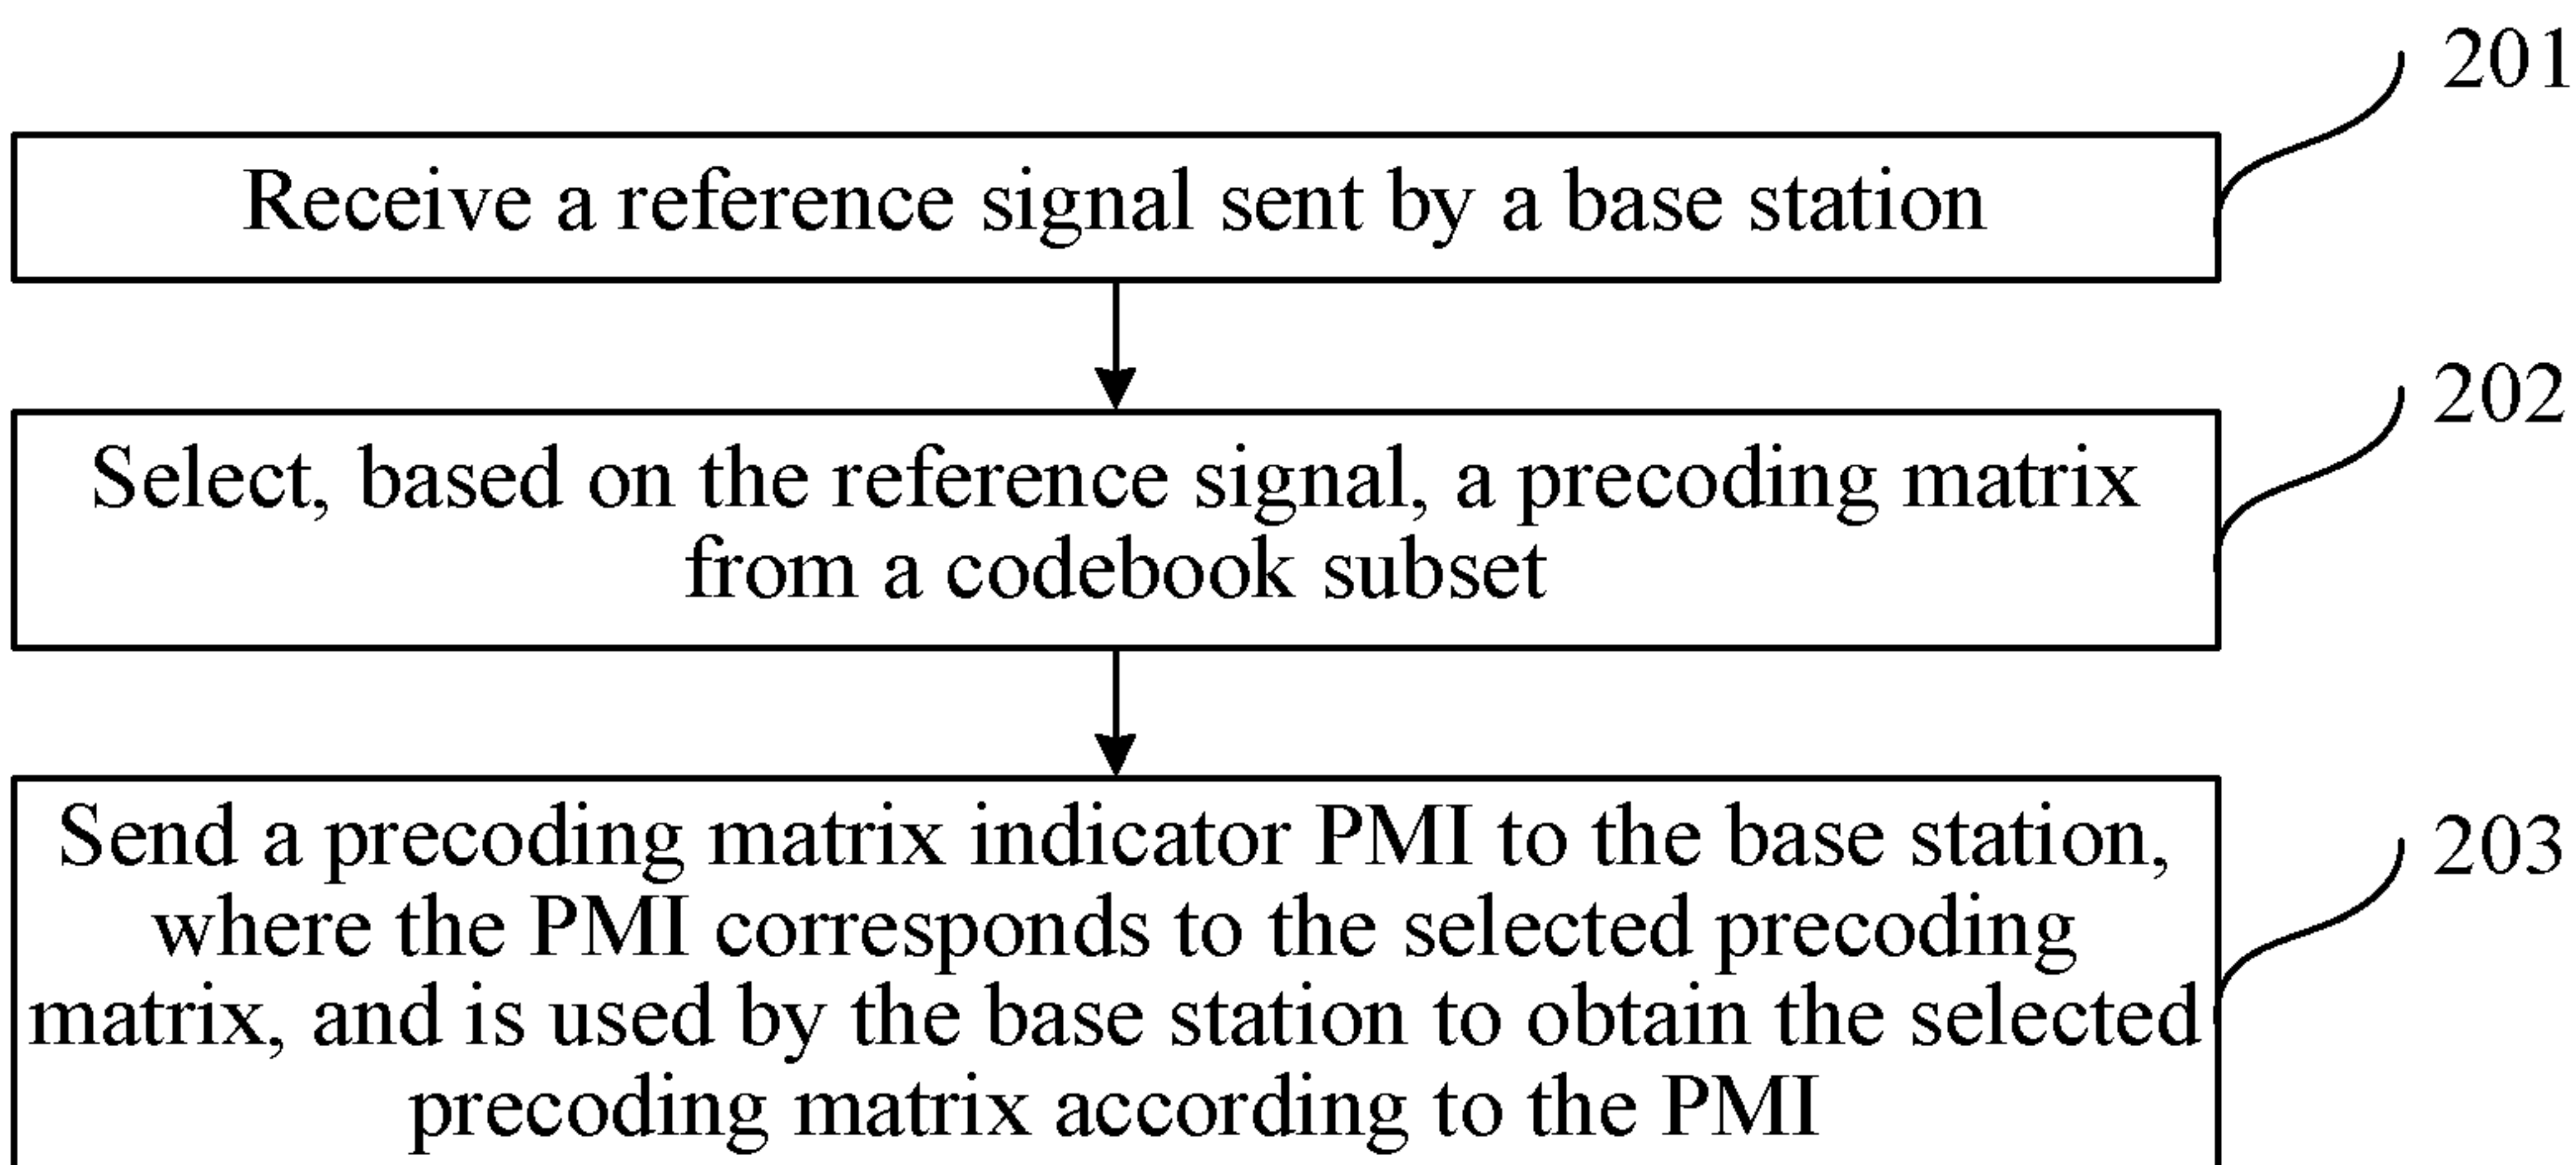 201
Receive a reference signal sent by a base station
202
Select, based on the reference signal, a precoding matrix
from a codebook subset
203
Send a precoding matrix indicator PMI to the base station,
where the PMI corresponds to the selected precoding
matrix, and is used by the base station to obtain the selected
precoding matrix according to the PMI